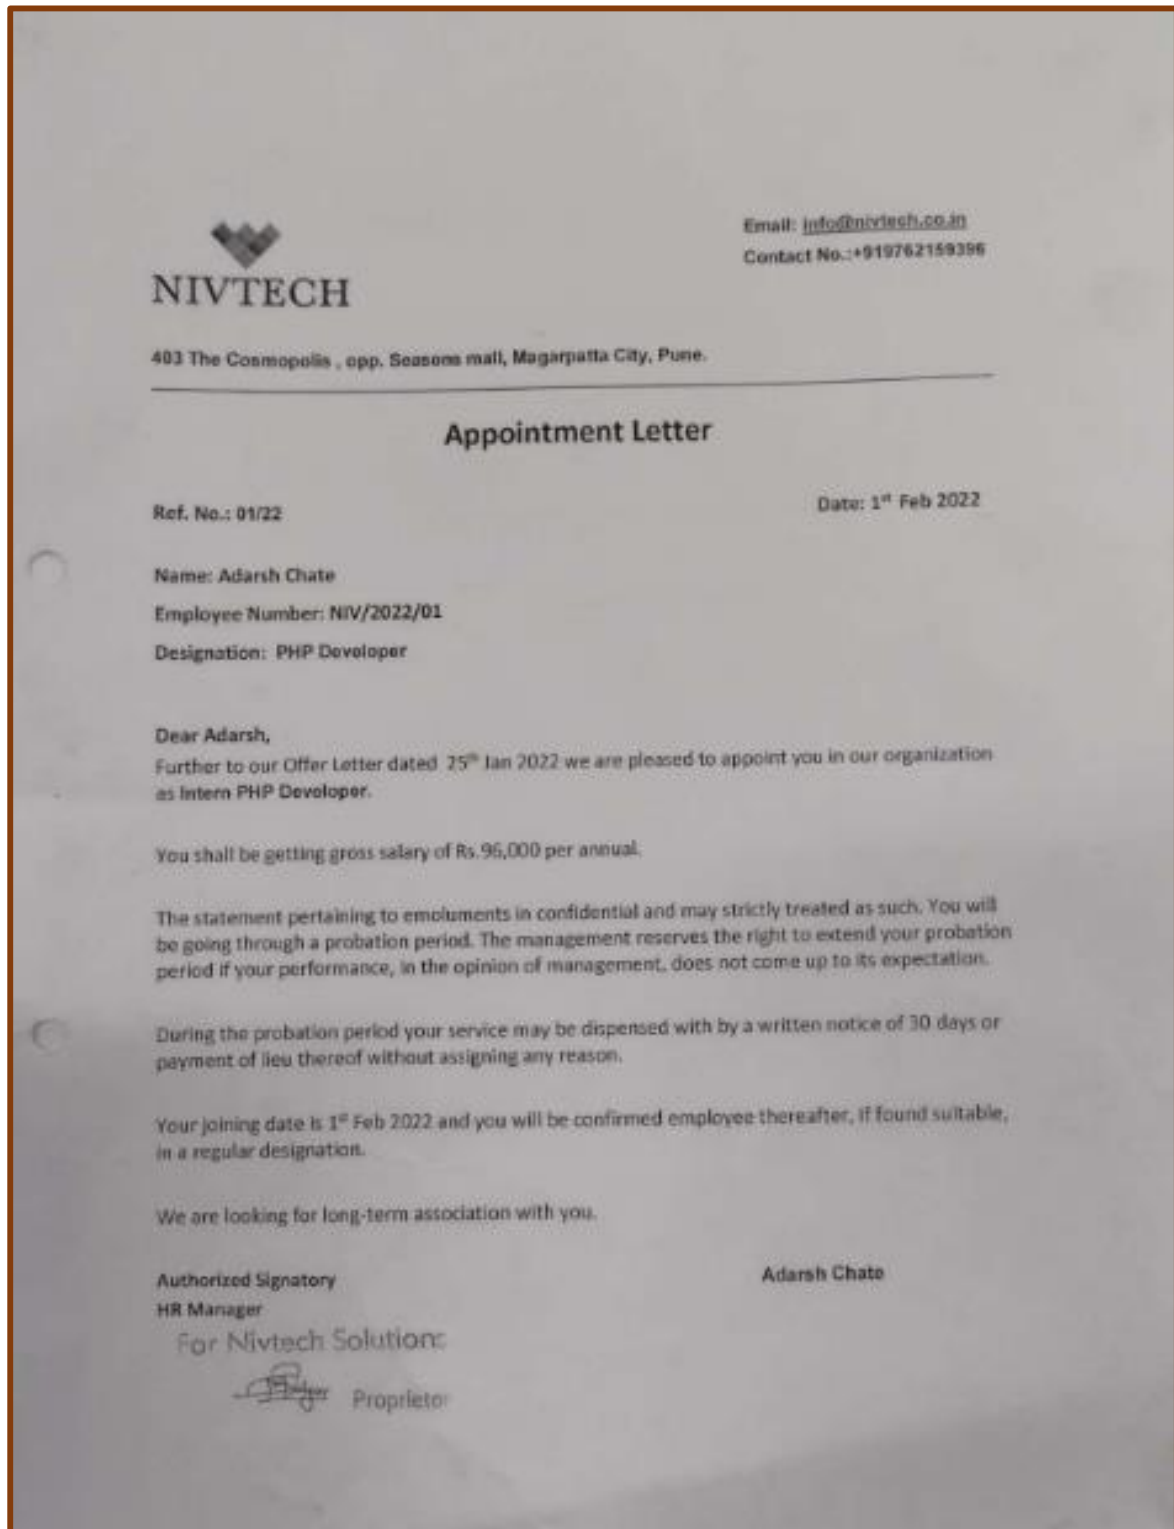 NIVTECH
Email: info@nivtech.co.in
Contact No.:+919762159396
403 The Cosmopolis , opp. Seasons mall, Magarpatta City, Pune.
Appointment Letter
Ref. No.: 01/22
Date: 1st Feb 2022
Name: Adarsh Chate
Employee Number: NIV/2022/01
Designation: PHP Developer
Dear Adarsh,
Further to our Offer Letter dated 25th Jan 2022 we are pleased to appoint you in our organization
as Intern PHP Developer.
You shall be getting gross salary of Rs.96,000 per annual.
The statement pertaining to emoluments in confidential and may strictly treated as such. You will
be going through a probation period. The management reserves the right to extend your probation
period if your performance, in the opinion of management, does not come up to its expectation.
During the probation period your service may be dispensed with by a written notice of 30 days or
payment of lieu thereof without assigning any reason.
Your joining date is 1st Feb 2022 and you will be confirmed employee thereafter, if found suitable,
in a regular designation.
We are looking for long-term association with you.
Authorized Signatory
Adarsh Chate
HR Manager
For Nivtech Solutions
Proprietor